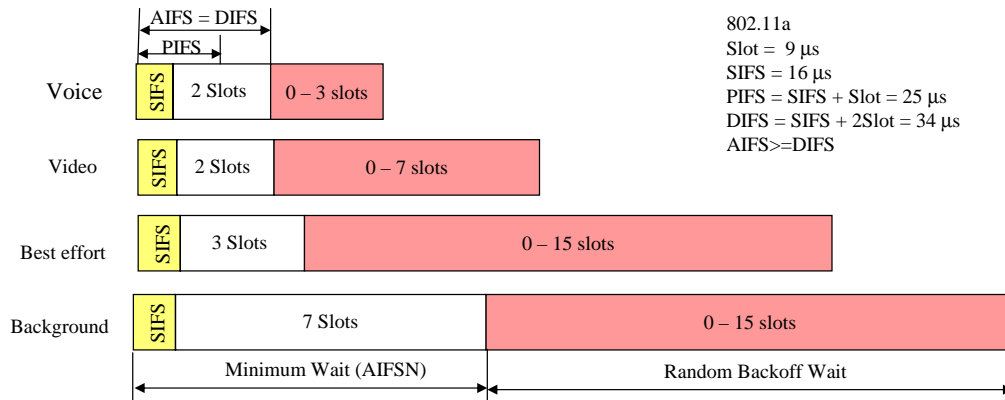 AIFS = DIFS
PIFS
802.11a
Slot = 9 µs
SIFS = 16 µs
PIFS = SIFS + Slot = 25 µs
DIFS = SIFS + 2Slot = 34 µs
AIFS>=DIFS
Voice
SIFS
2 Slots
0 – 3 slots
Video
SIFS
2 Slots
0 – 7 slots
Best effort
SIFS
3 Slots
0 – 15 slots
Background
SIFS
7 Slots
0 – 15 slots
Minimum Wait (AIFSN)
Random Backoff Wait